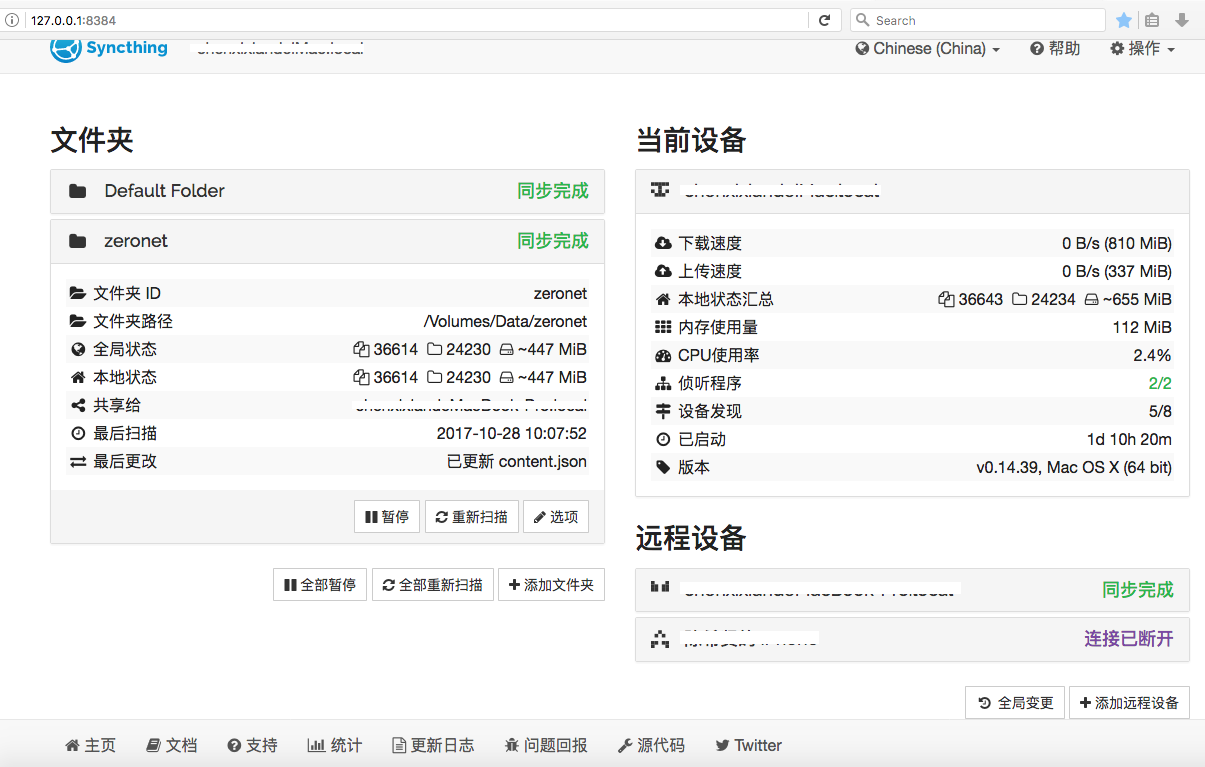 127.0.0.1:8384
Search
Syncthing
Chinese (China)
帮助
操作
文件夹
Default Folder 同步完成
zeronet 同步完成
文件夹 ID zeronet
文件夹路径 /Volumes/Data/zeronet
全局状态 36614 24230 ~447 MiB
本地状态 36614 24230 ~447 MiB
共享给
最后扫描 2017-10-28 10:07:52
最后更改 已更新 content.json
暂停 重新扫描 选项
全部暂停 全部重新扫描 添加文件夹
当前设备
下载速度 0 B/s (810 MiB)
上传速度 0 B/s (337 MiB)
本地状态汇总 36643 24234 ~655 MiB
内存使用量 112 MiB
CPU使用率 2.4%
侦听程序 2/2
设备发现 5/8
已启动 1d 10h 20m
版本 v0.14.39, Mac OS X (64 bit)
远程设备
同步完成
连接已断开
全局变更 添加远程设备
主页 文档 支持 统计 更新日志 问题回报 源代码 Twitter